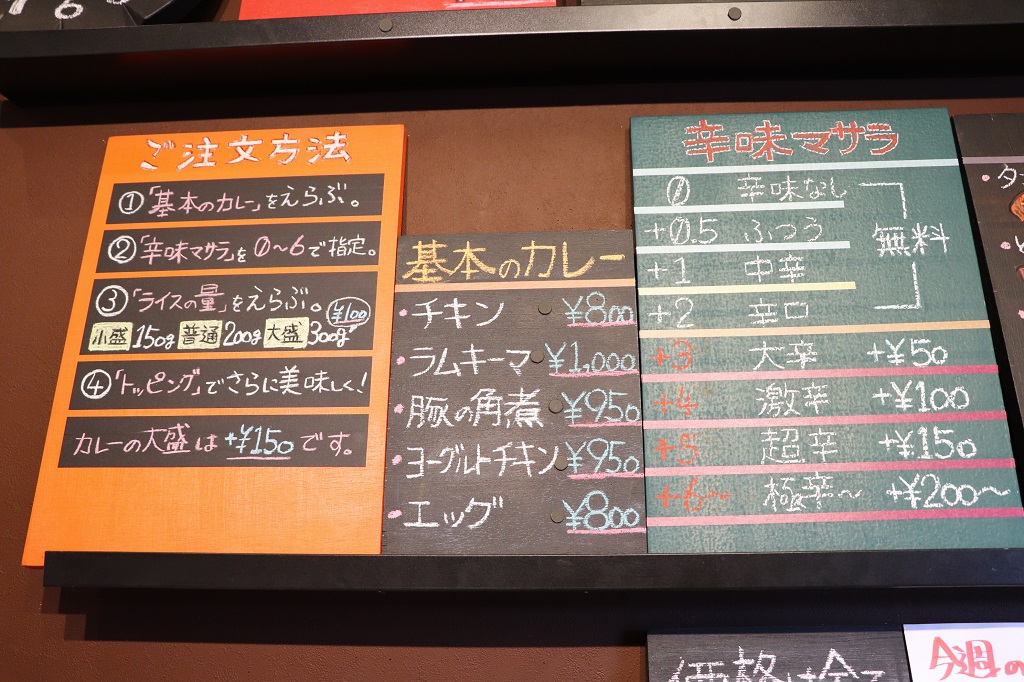 ご注文方法
①「基本のカレー」をえらぶ。
②「辛味マサラ」を0~6で指定。
③「ライスの量」をえらぶ。
¥100
小盛150g 普通200g 大盛300g
④「トッピング」でさらに美味しく!
カレーの大盛は+¥150です。
基本のカレー
・チキン ¥800
・ラムキーマ ¥1,000
・豚の角煮 ¥950
・ヨーグルトチキン ¥950
・エッグ ¥800
辛味マサラ
0 辛味なし
+0.5 ふつう
無料
+1 中辛
+2 辛口
+3 大辛 +¥50
+4 激辛 +¥100
+5 超辛 +¥150
+6~ 極辛~ +¥200~
価格は全て
今週の